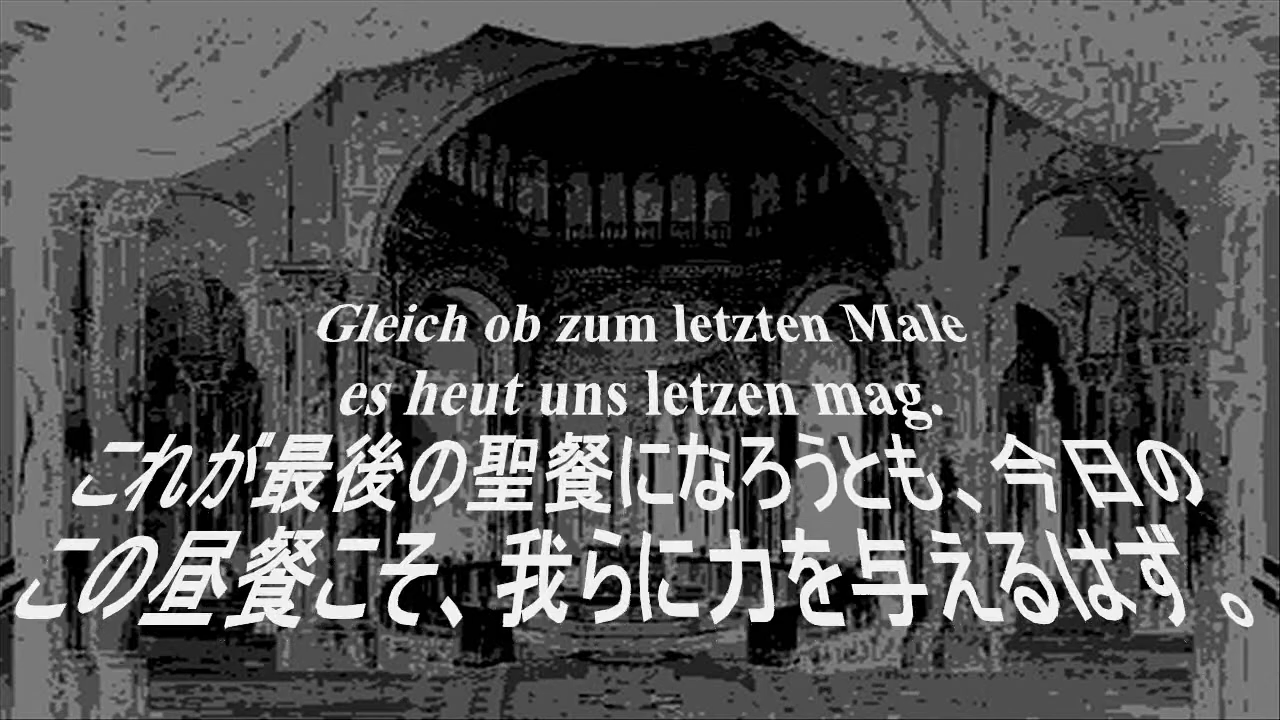 Gleich ob zum letzten Male
es heut uns letzen mag.
これが最後の聖餐になろうとも、今日の
この昼餐こそ、我らに力を与えるはず。